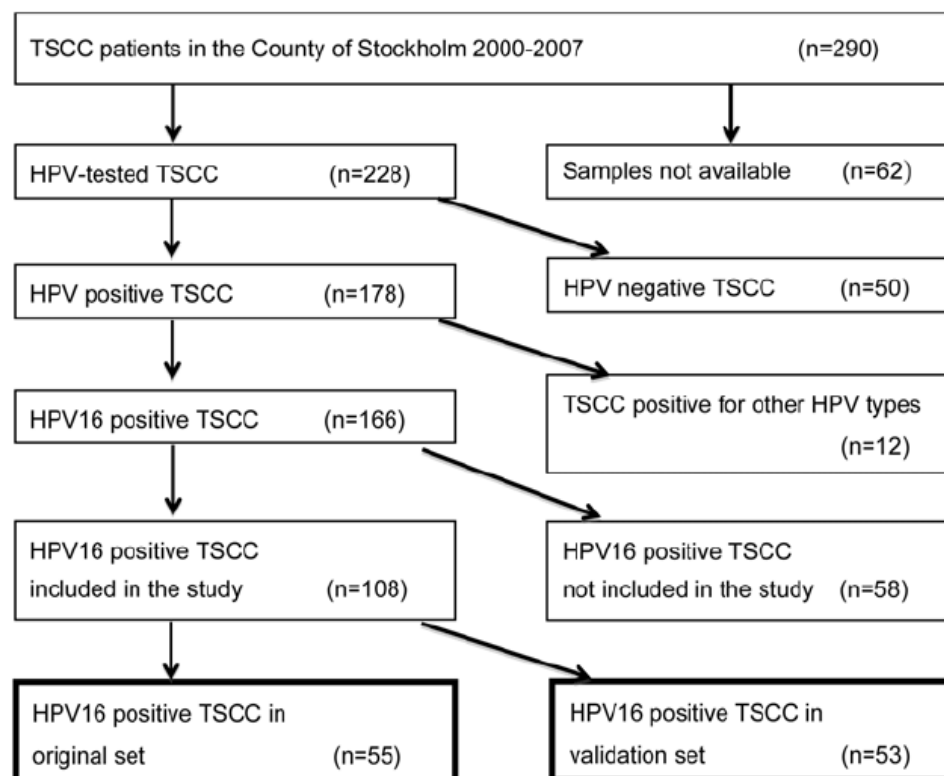 TSCC patients in the County of Stockholm 2000-2007 (n=290)
HPV-tested TSCC (n=228)
Samples not available (n=62)
HPV positive TSCC (n=178)
HPV negative TSCC (n=50)
HPV16 positive TSCC (n=166)
TSCC positive for other HPV types
(n=12)
HPV16 positive TSCC
included in the study (n=108)
HPV16 positive TSCC
not included in the study (n=58)
HPV16 positive TSCC in
original set (n=55)
HPV16 positive TSCC in
validation set (n=53)